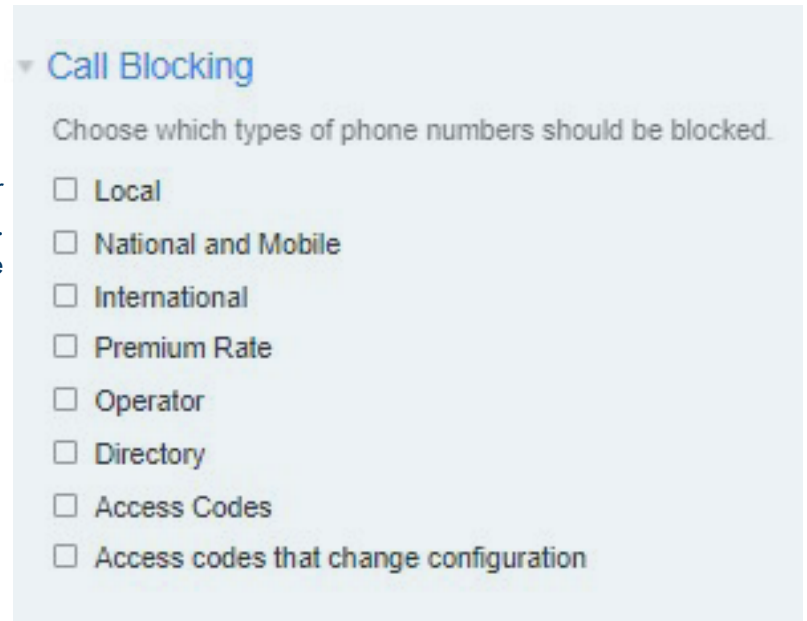 Call Blocking
Choose which types of phone numbers should be blocked.
Local
National and Mobile
International
Premium Rate
Operator
Directory
Access Codes
Access codes that change configuration